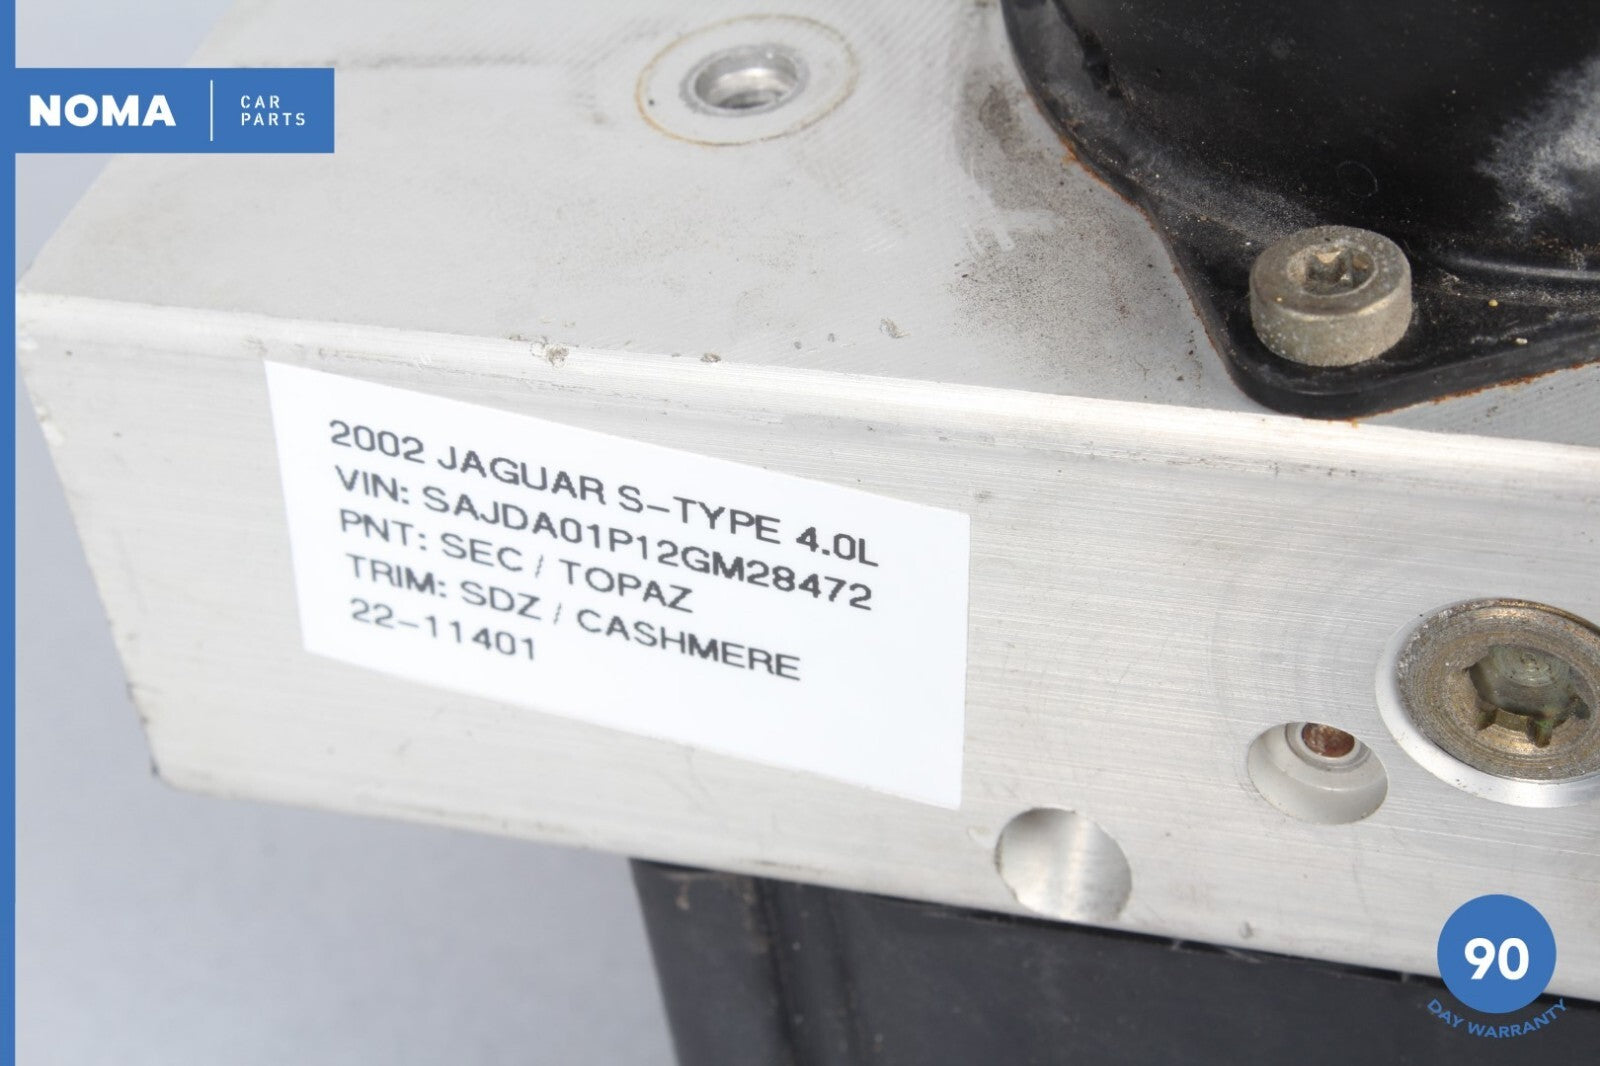 NOMA
CAR
PARTS
2002 JAGUAR S-TYPE 4.0L
VIN: SAJDA01P12GM28472
PNT: SEC / TOPAZ
TRIM: SDZ / CASHMERE
22-11401
90
DAY WARRANTY